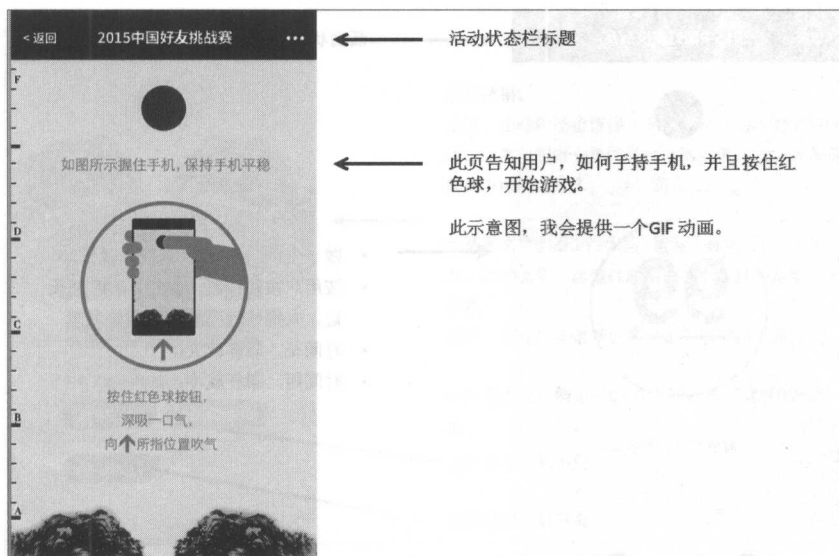 <返回 2015中国好友挑战赛 •••
活动状态栏标题
F
如图所示握住手机，保持手机平稳
此页告知用户，如何手持手机，并且按住红
色球，开始游戏。
此示意图，我会提供一个GIF 动画。
D
C
按住红色球按钮，
深吸一口气，
向↑所指位置吹气
B
A